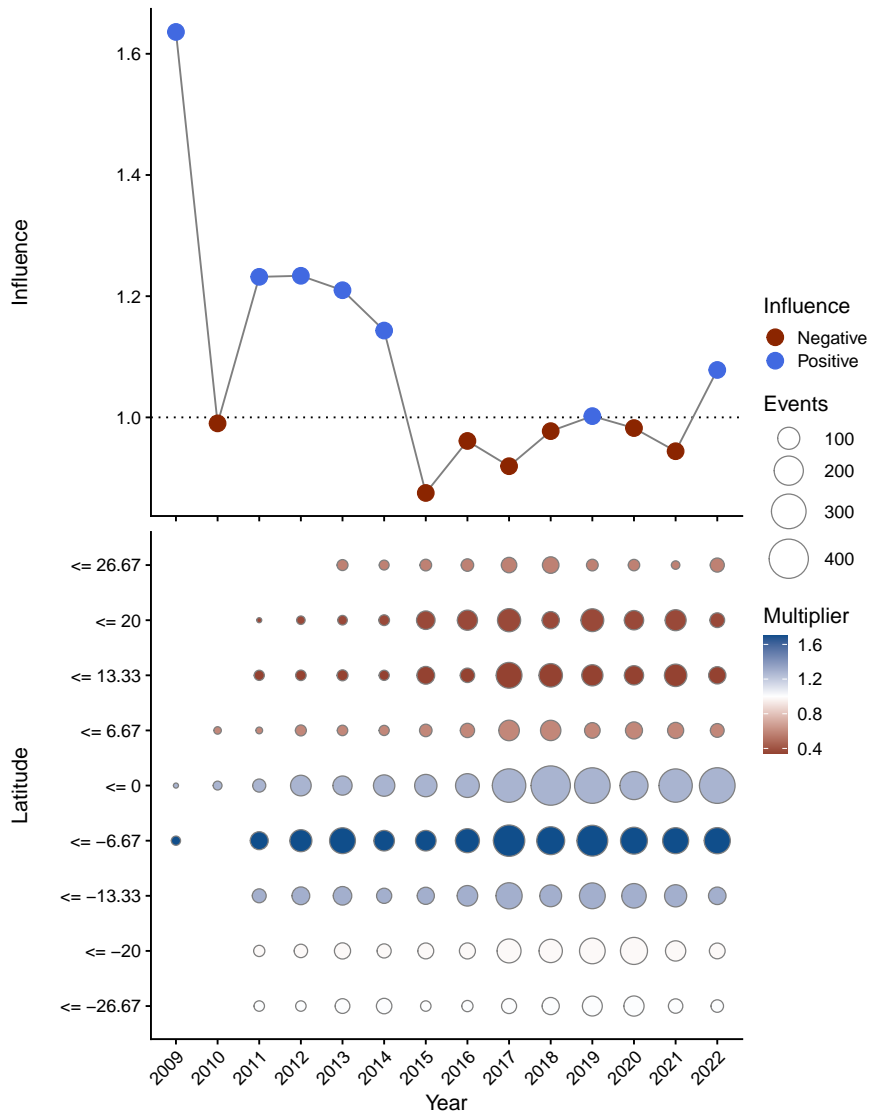 1.6
1.4
1.2
1.0
Influence
Influence
Negative
Positive
Events
100
200
300
400
Multiplier
1.6
1.2
0.8
0.4
<= 26.67
<= 20
<= 13.33
<= 6.67
<= 0
<= −6.67
<= −13.33
<= −20
<= −26.67
Latitude
2009 2010 2011 2012 2013 2014 2015 2016 2017 2018 2019 2020 2021 2022
Year